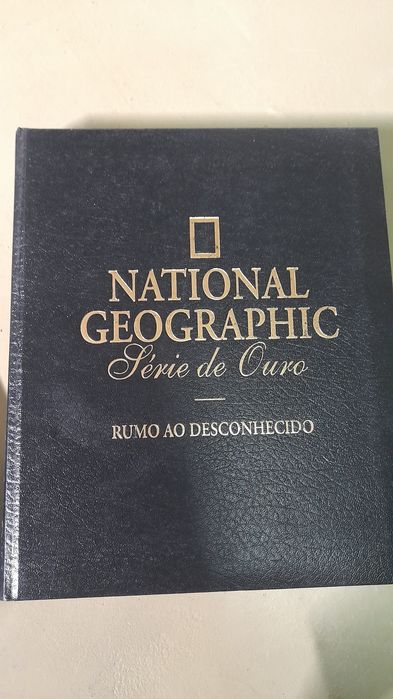 NATIONAL
GEOGRAPHIC
Série de Ouro
RUMO AO DESCONHECIDO